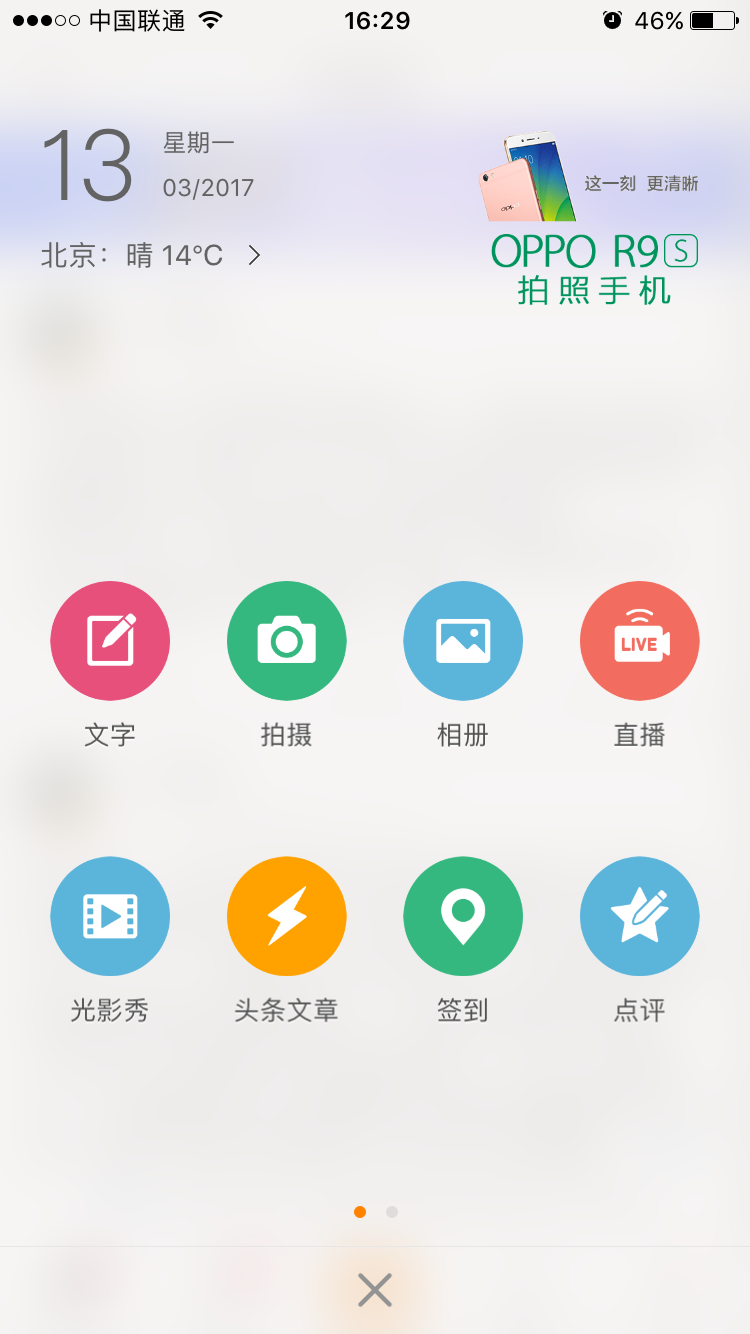 中国联通 16:29 46%
13 星期一
03/2017
北京：晴 14°C
这一刻 更清晰
OPPO R9s
拍照手机
文字 拍摄 相册 LIVE 直播
光影秀 头条文章 签到 点评